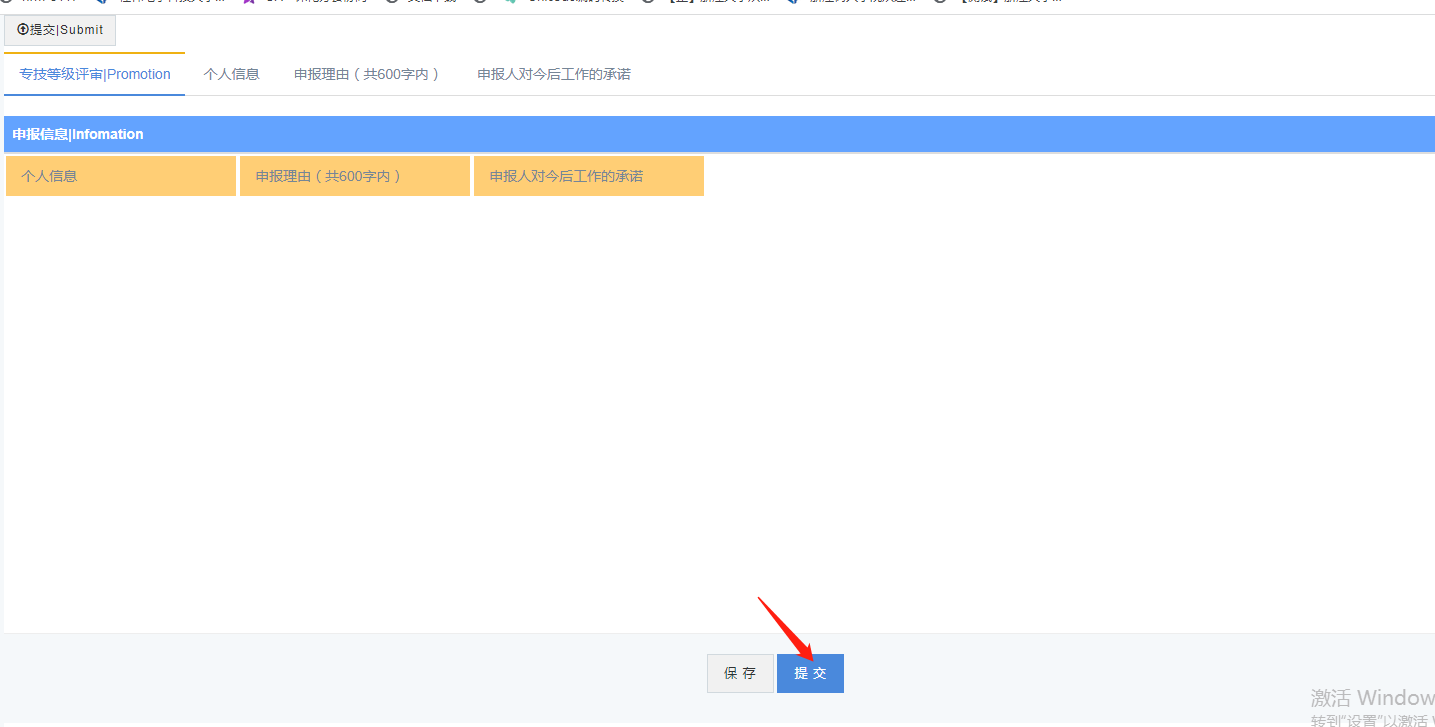 提交|Submit
专技等级评审|Promotion 个人信息 申报理由（共600字内） 申报人对今后工作的承诺
申报信息|Infomation
个人信息 申报理由（共600字内） 申报人对今后工作的承诺
保存 提交
激活 Window
转到"设置"以激活